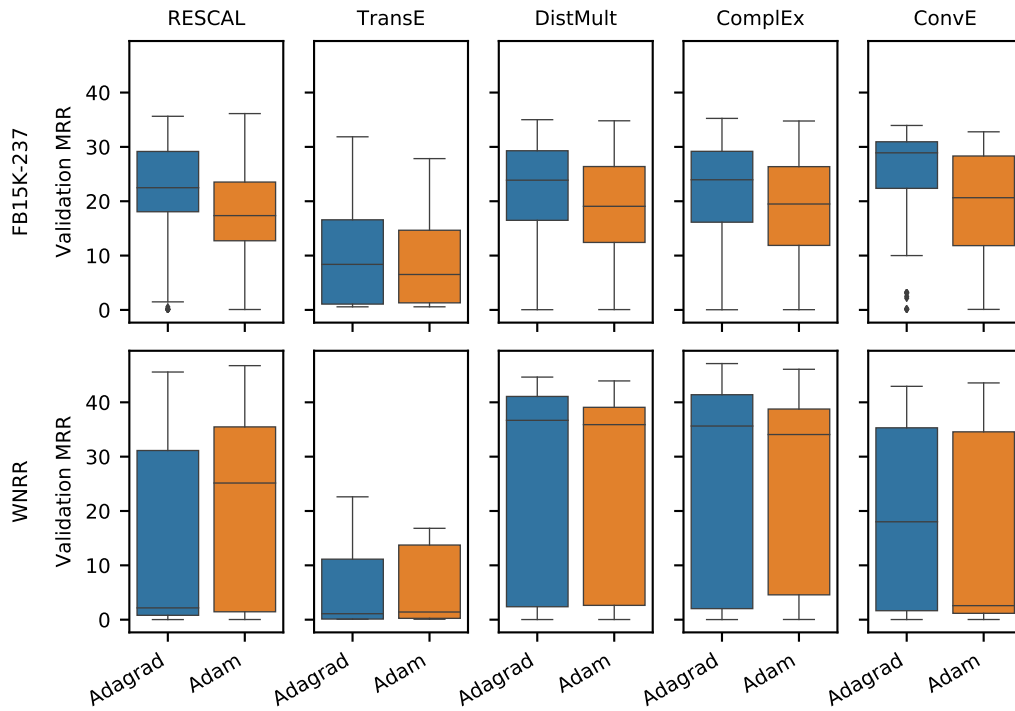 RESCAL TransE DistMult ComplEx ConvE
FB15K-237
Validation MRR
40
30
20
10
0
WNRR
Validation MRR
40
30
20
10
0
Adagrad Adam Adagrad Adam Adagrad Adam Adagrad Adam Adagrad Adam